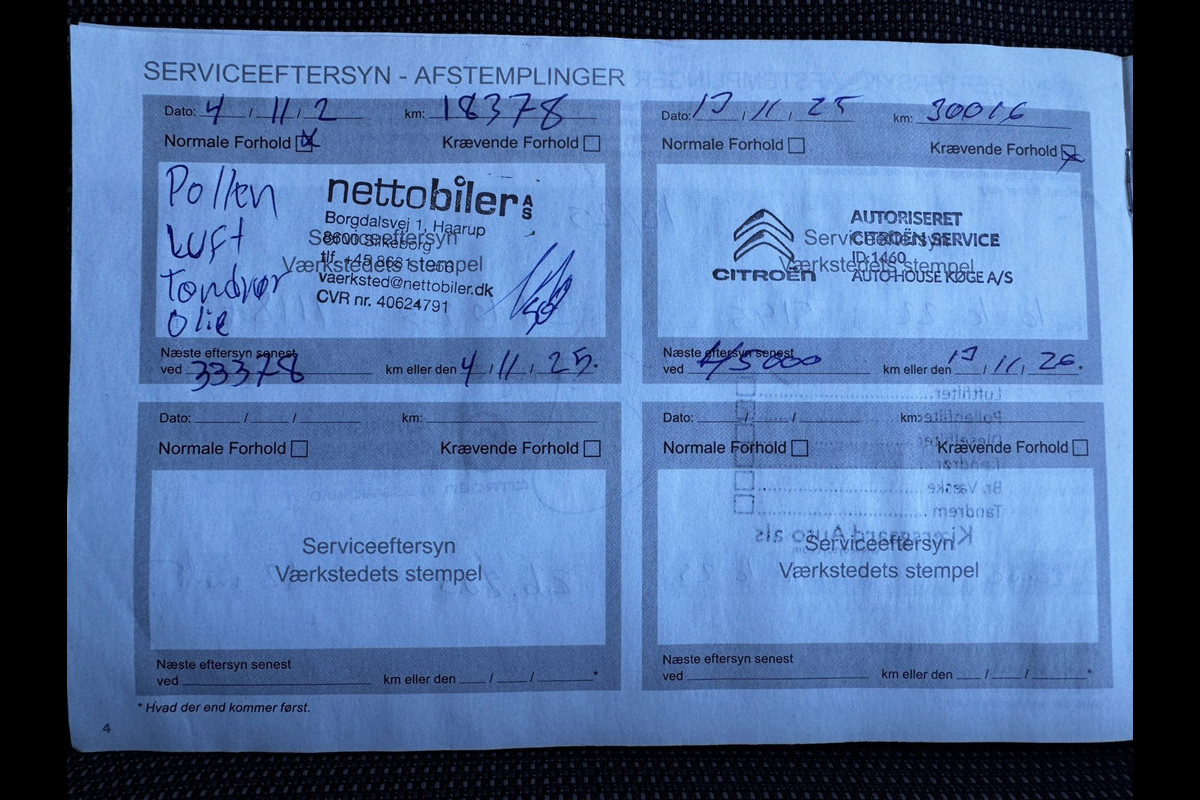 SERVICEEFTERSYN - AFSTEMPLINGER
Dato: 4 / 11 / 2 km: 18378
Normale Forhold Krævende Forhold
Pollen
Luft
Tændrør
Olie
nettobiler A/S
Borgdalsvej 1, Haarup
8600 Silkeborg
tlf. +45 8681
vaerksted@nettobiler.dk
CVR nr. 40624791
Serviceeftersyn
Værkstedets stempel
Næste eftersyn senest
ved 33378 km eller den 4 / 11 / 25.
Dato: / 11 / 25 km: 30016
Normale Forhold Krævende Forhold
CITROËN
AUTORISERET
CITROËN SERVICE
ID:1460
AUTO-HOUSE KØGE A/S
Serviceeftersyn
Værkstedets stempel
Næste eftersyn senest
ved 45000 km eller den / 11 / 26.
Dato: / / km:
Normale Forhold Krævende Forhold
Serviceeftersyn
Værkstedets stempel
Næste eftersyn senest
ved km eller den / / *
Dato: / / km:
Normale Forhold Krævende Forhold
Serviceeftersyn
Værkstedets stempel
Næste eftersyn senest
ved km eller den / / *
* Hvad der end kommer først.
4